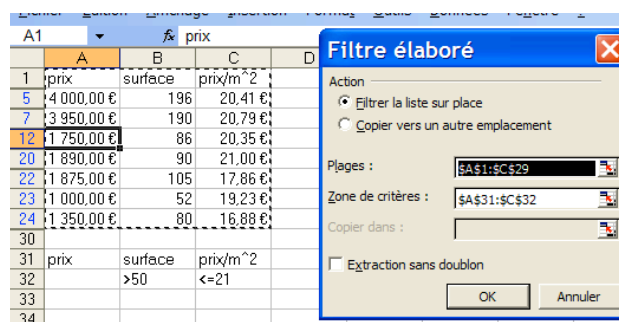 A1 fx prix
A B C D
1 prix surface prix/m^2
5 4 000,00 € 196 20,41 €
7 3 950,00 € 190 20,79 €
12 1 750,00 € 86 20,35 €
20 1 890,00 € 90 21,00 €
22 1 875,00 € 105 17,86 €
23 1 000,00 € 52 19,23 €
24 1 350,00 € 80 16,88 €
30
31 prix surface prix/m^2
32 >50 <=21
33
34
Filtre élaboré
Action
Filtrer la liste sur place
Copier vers un autre emplacement
Plages : $A$1:$C$29
Zone de critères : $A$31:$C$32
Copier dans :
Extraction sans doublon
OK Annuler